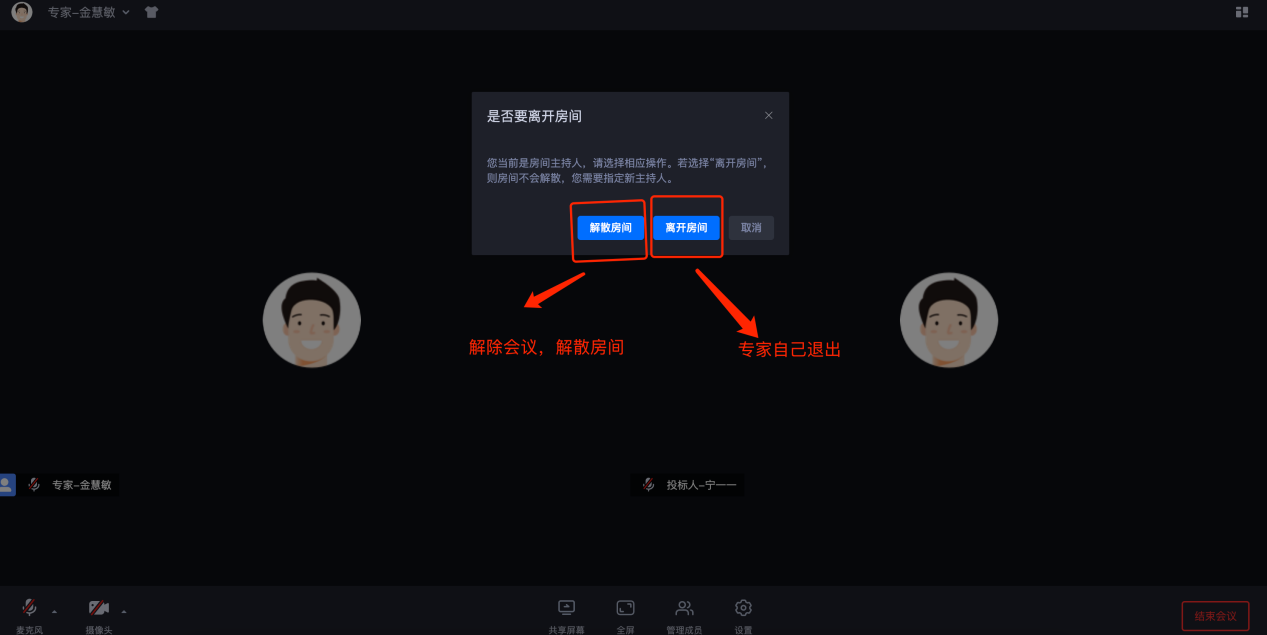 专家-金慧敏
是否要离开房间
您当前是房间主持人，请选择相应操作。若选择“离开房间”，
则房间不会解散，您需要指定新主持人。
解散房间
离开房间
取消
解除会议，解散房间
专家自己退出
专家-金慧敏
投标人-宁一一
麦克风
摄像头
共享屏幕
全屏
管理成员
设置
结束会议